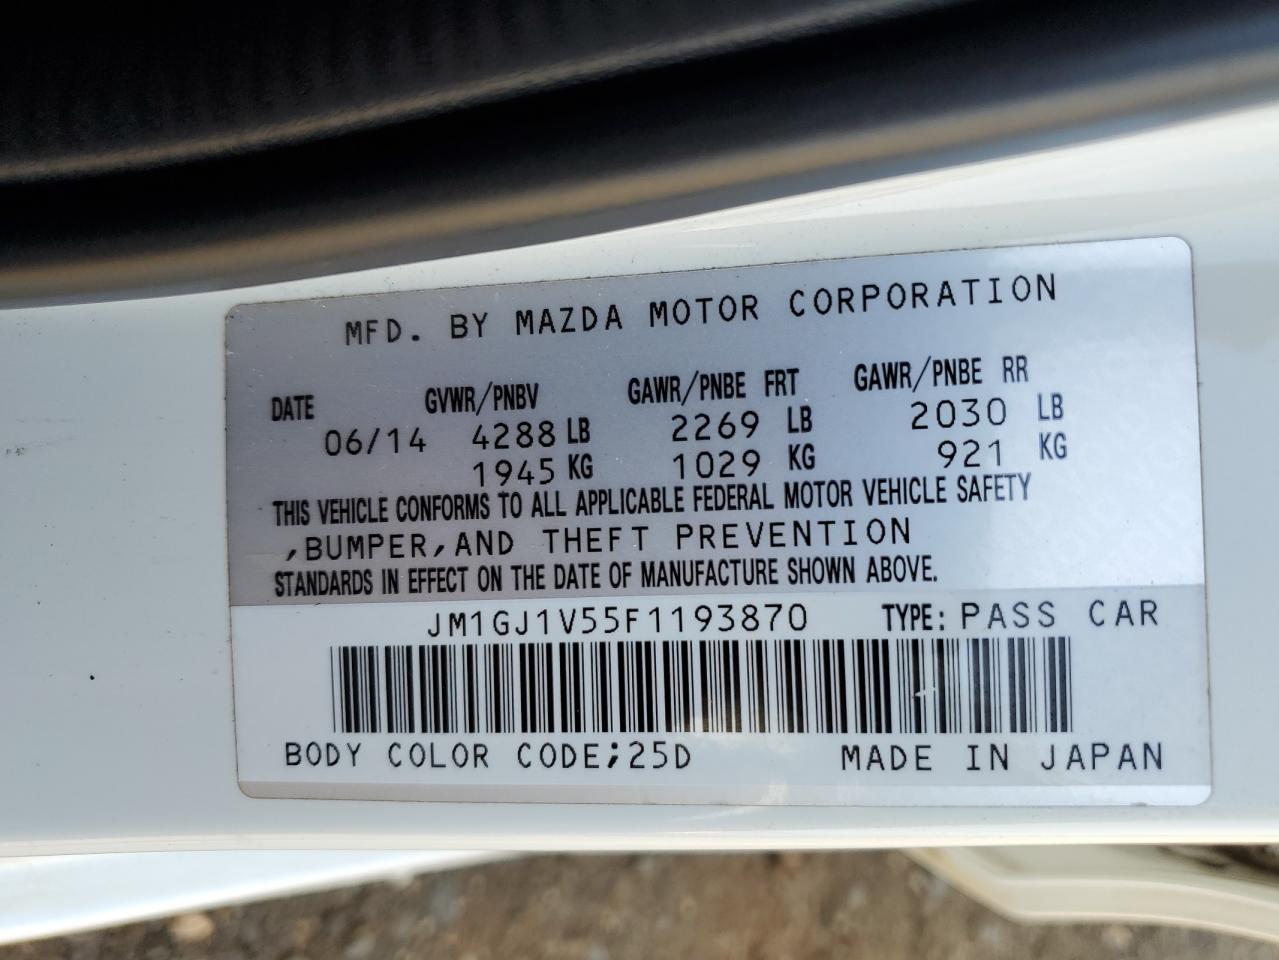 MFD. BY MAZDA MOTOR CORPORATION
DATE GVWR/PNBV GAWR/PNBE FRT GAWR/PNBE RR
06/14 4288 LB 2269 LB 2030 LB
1945 KG 1029 KG 921 KG
THIS VEHICLE CONFORMS TO ALL APPLICABLE FEDERAL MOTOR VEHICLE SAFETY
,BUMPER,AND THEFT PREVENTION
STANDARDS IN EFFECT ON THE DATE OF MANUFACTURE SHOWN ABOVE.
JM1GJ1V55F1193870 TYPE: PASS CAR
BODY COLOR CODE;25D MADE IN JAPAN